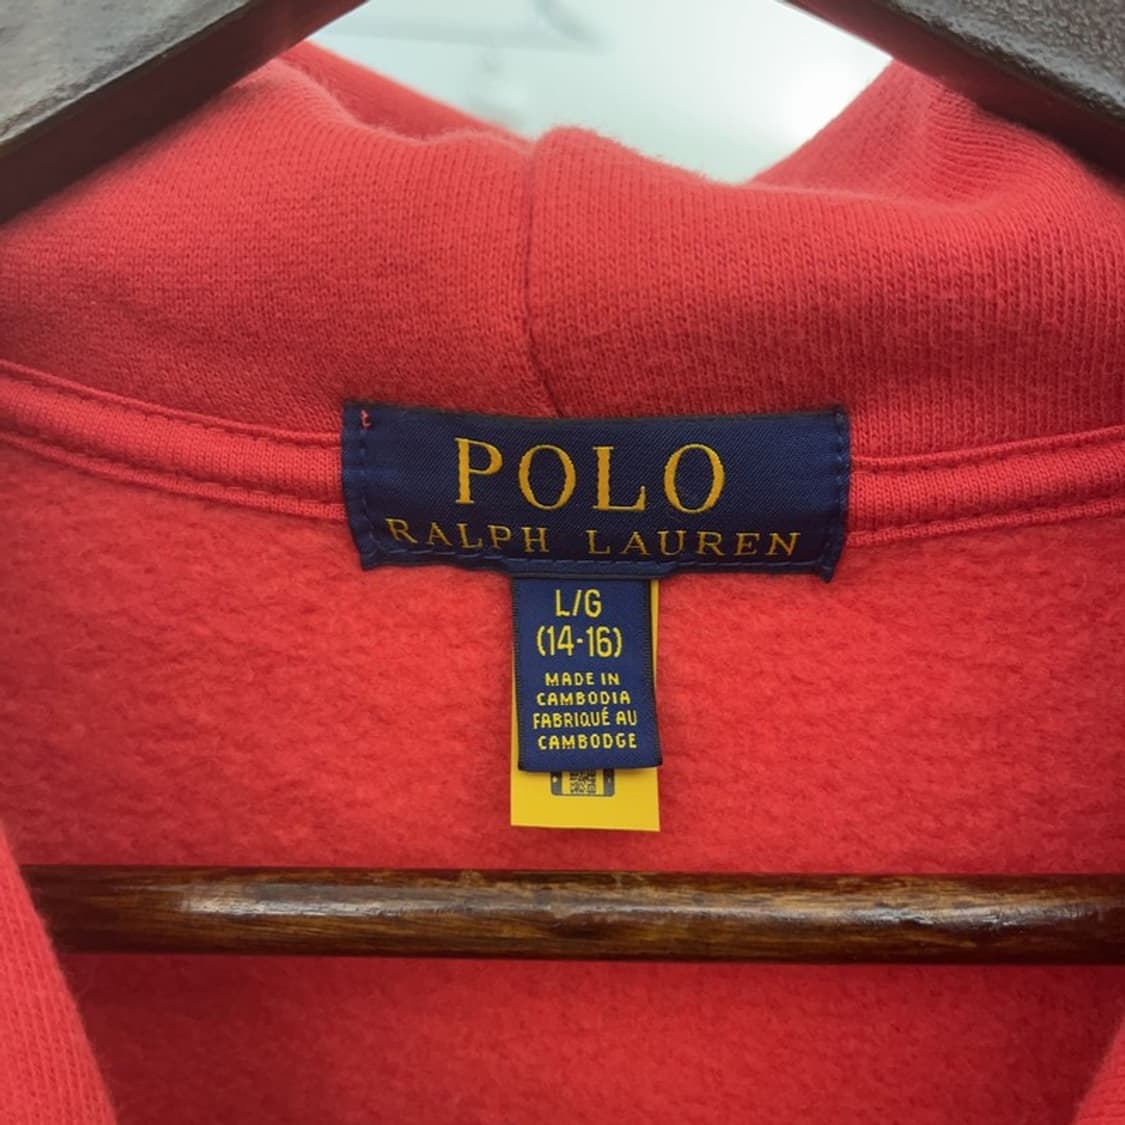 POLO
RALPH LAUREN
L/G
(14-16)
MADE IN
CAMBODIA
FABRIQUÉ AU
CAMBODGE